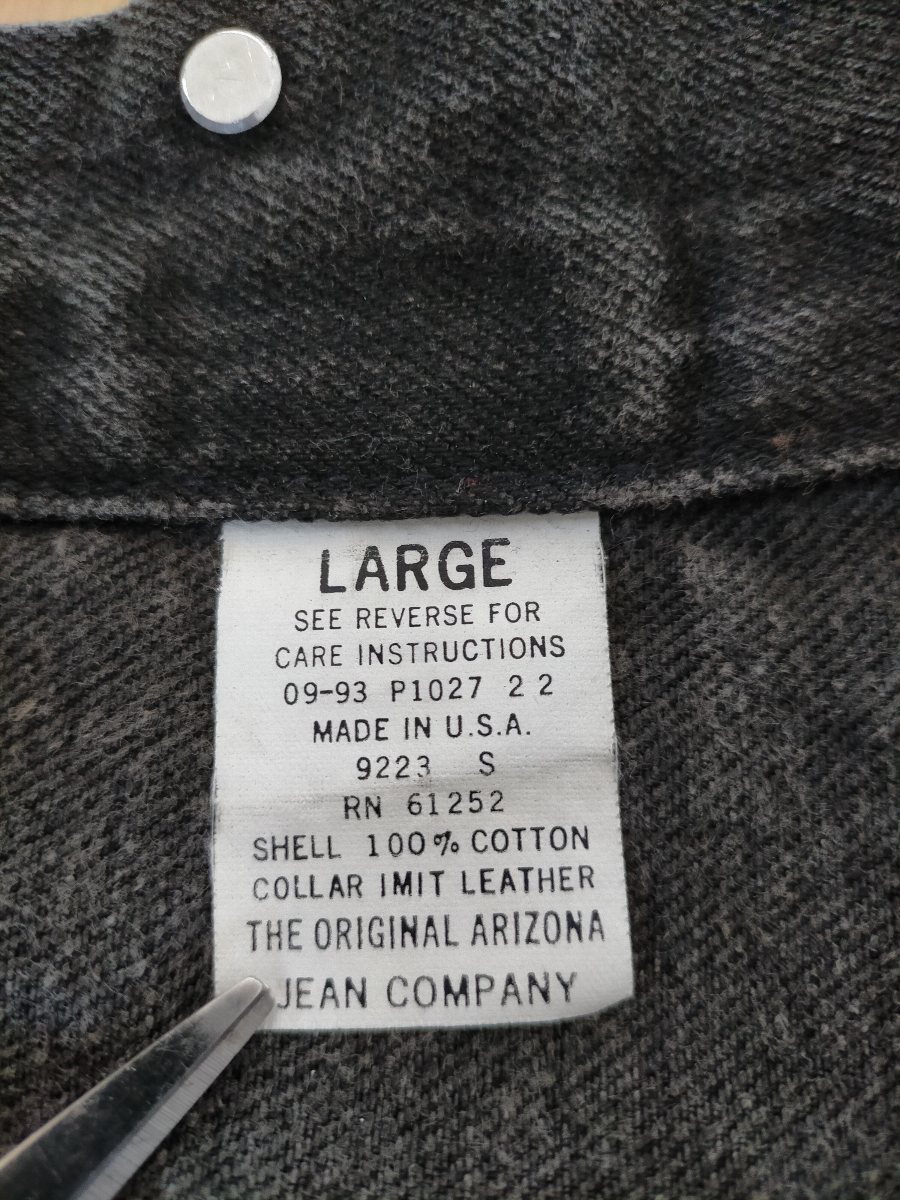 LARGE
SEE REVERSE FOR
CARE INSTRUCTIONS
09-93 P1027 2 2
MADE IN U.S.A.
9223 S
RN 61252
SHELL 100% COTTON
COLLAR IMIT LEATHER
THE ORIGINAL ARIZONA
JEAN COMPANY